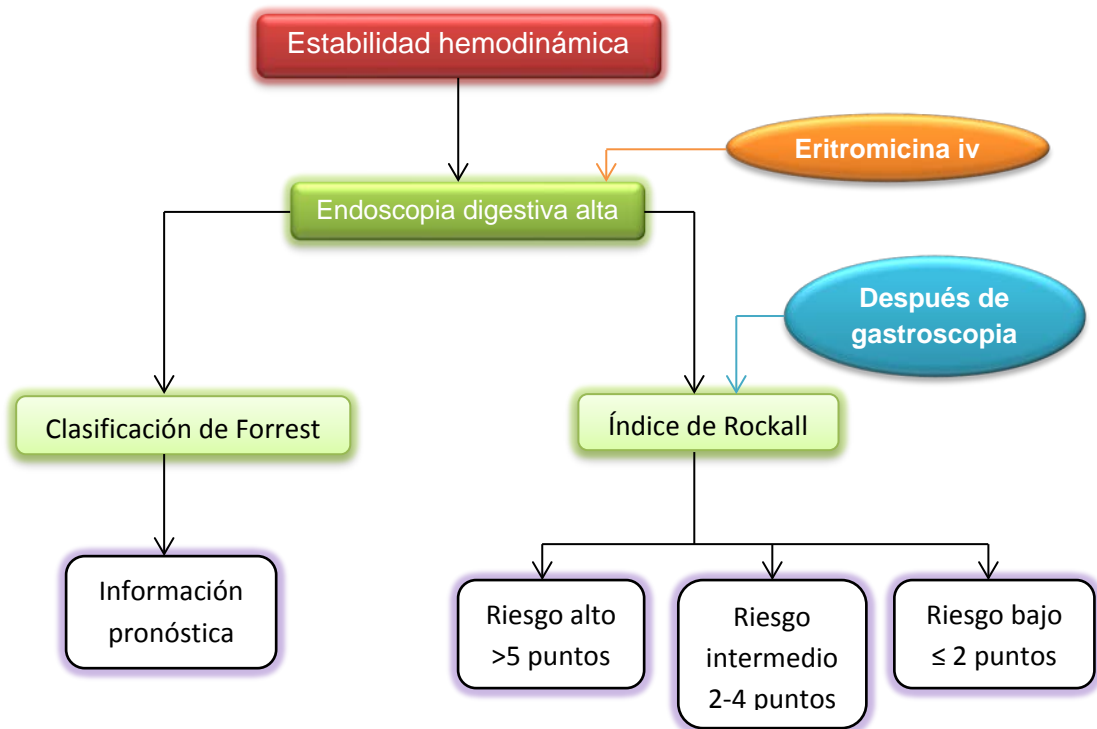 Estabilidad hemodinámica
Eritromicina iv
Endoscopia digestiva alta
Después de
gastroscopia
Clasificación de Forrest
Índice de Rockall
Información
pronóstica
Riesgo alto
>5 puntos
Riesgo
intermedio
2-4 puntos
Riesgo bajo
≤ 2 puntos